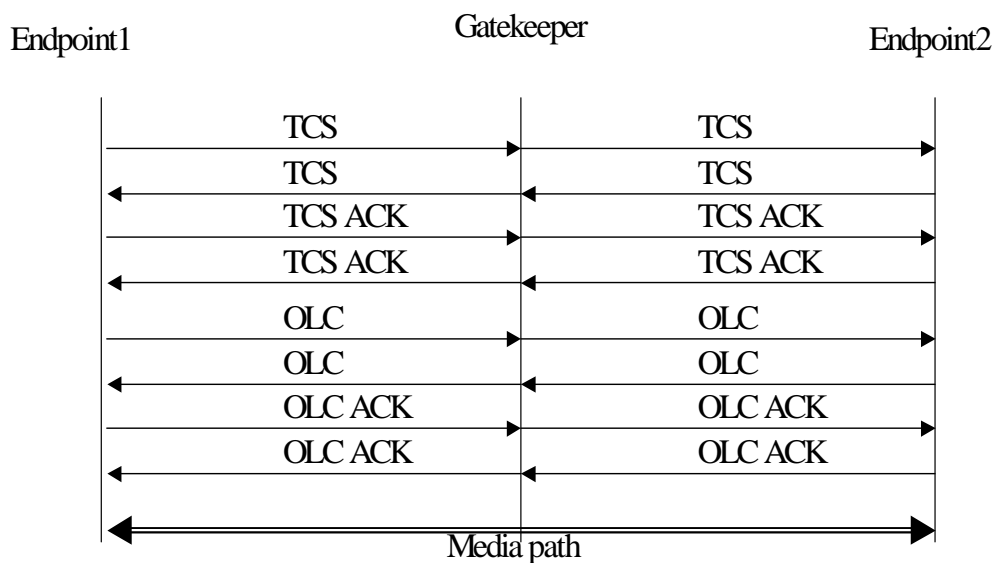 Endpoint1 Gatekeeper Endpoint2
TCS TCS
TCS TCS
TCS ACK TCS ACK
TCS ACK TCS ACK
OLC OLC
OLC OLC
OLC ACK OLC ACK
OLC ACK OLC ACK
Media path